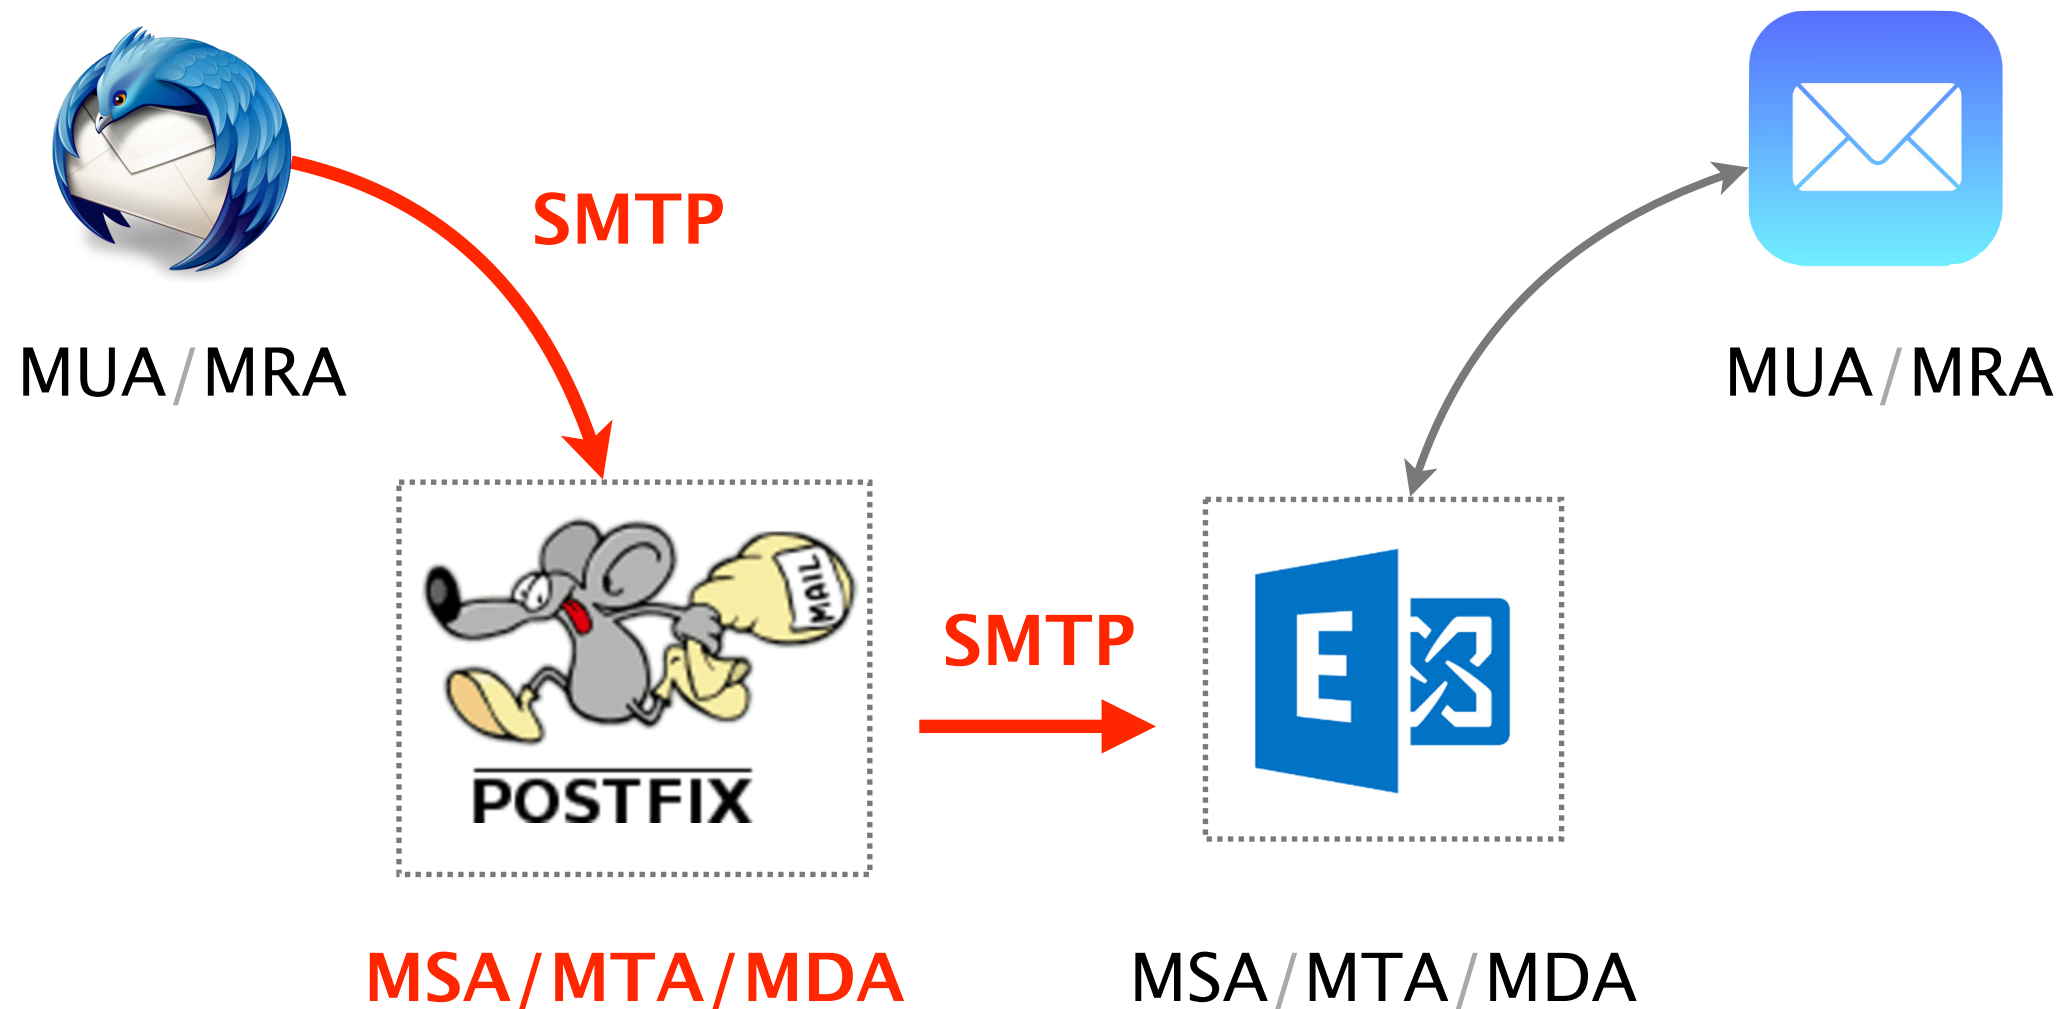 SMTP
MUA/MRA
MUA/MRA
MAIL
POSTFIX
SMTP
E
MSA/MTA/MDA
MSA/MTA/MDA